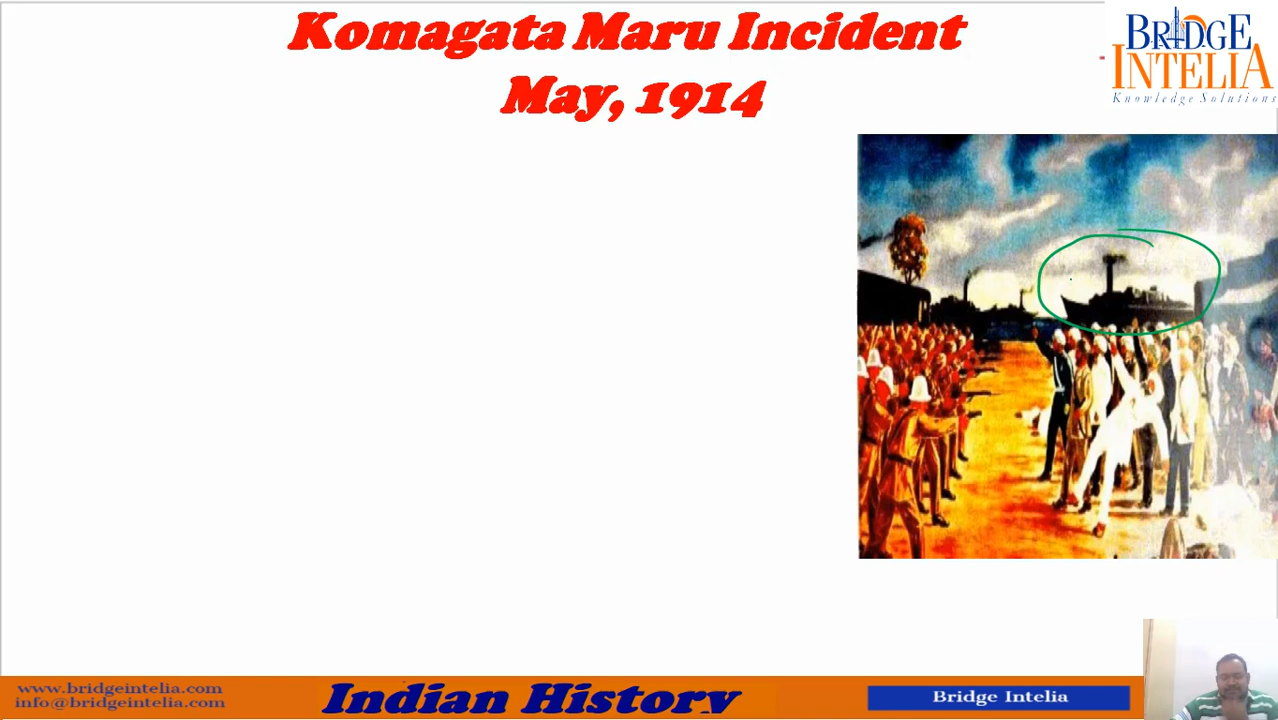 Komagata Maru Incident
May, 1914
BRIDGE
INTELIA
Knowledge Solutions
www.bridgeintelia.com
info@bridgeintelia.com
Indian History
Bridge Intelia